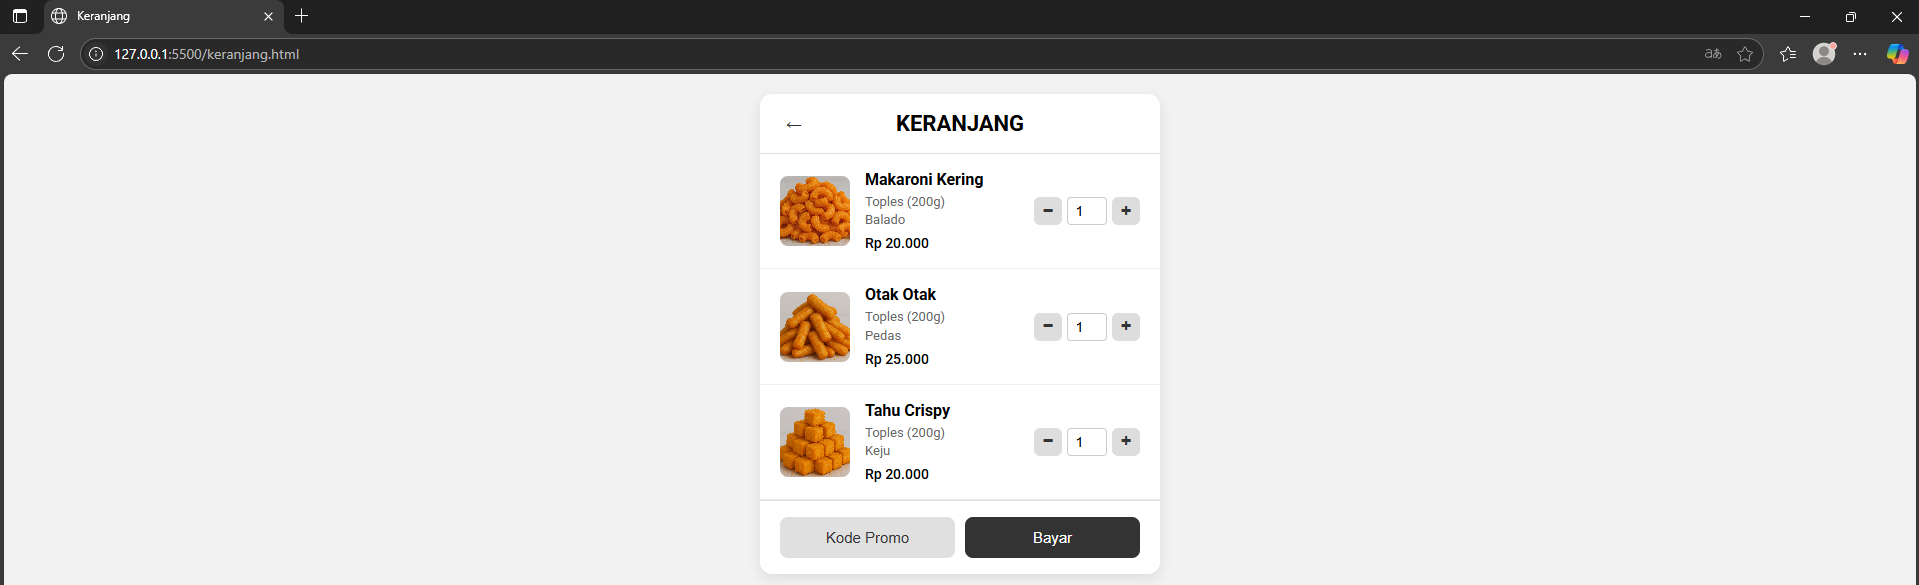 Keranjang
127.0.0.1:5500/keranjang.html
aあ
← KERANJANG
Makaroni Kering
Toples (200g)
Balado
Rp 20.000
− 1 +
Otak Otak
Toples (200g)
Pedas
Rp 25.000
− 1 +
Tahu Crispy
Toples (200g)
Keju
Rp 20.000
− 1 +
Kode Promo
Bayar